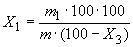 X₁ = m₁ · 100 · 100 / m · (100 − X₃)